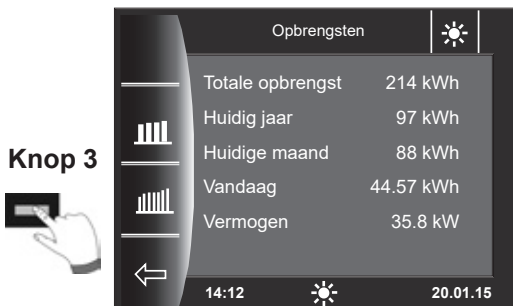 Opbrengsten
Totale opbrengst 214 kWh
Huidig jaar 97 kWh
Huidige maand 88 kWh
Vandaag 44.57 kWh
Vermogen 35.8 kW
Knop 3
14:12 20.01.15